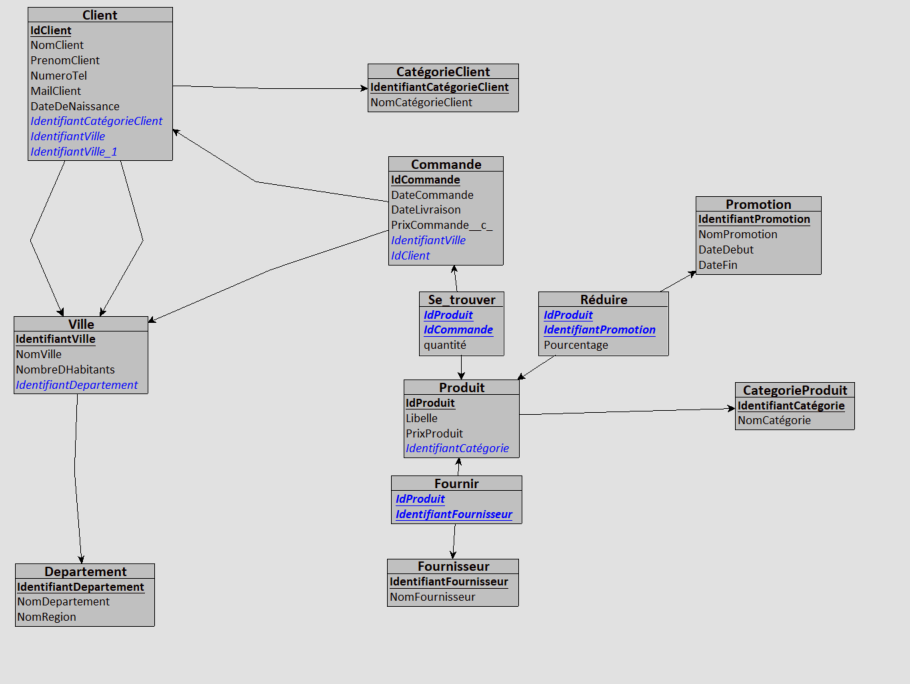 Client
IdClient
NomClient
PrenomClient
NumeroTel
MailClient
DateDeNaissance
IdentifiantCatégorieClient
IdentifiantVille
IdentifiantVille_1
CatégorieClient
IdentifiantCatégorieClient
NomCatégorieClient
Commande
IdCommande
DateCommande
DateLivraison
PrixCommande__c_
IdentifiantVille
IdClient
Promotion
IdentifiantPromotion
NomPromotion
DateDebut
DateFin
Se_trouver
IdProduit
IdCommande
quantité
Réduire
IdProduit
IdentifiantPromotion
Pourcentage
Ville
IdentifiantVille
NomVille
NombreDHabitants
IdentifiantDepartement
Produit
IdProduit
Libelle
PrixProduit
IdentifiantCatégorie
CategorieProduit
IdentifiantCatégorie
NomCatégorie
Fournir
IdProduit
IdentifiantFournisseur
Fournisseur
IdentifiantFournisseur
NomFournisseur
Departement
IdentifiantDepartement
NomDepartement
NomRegion